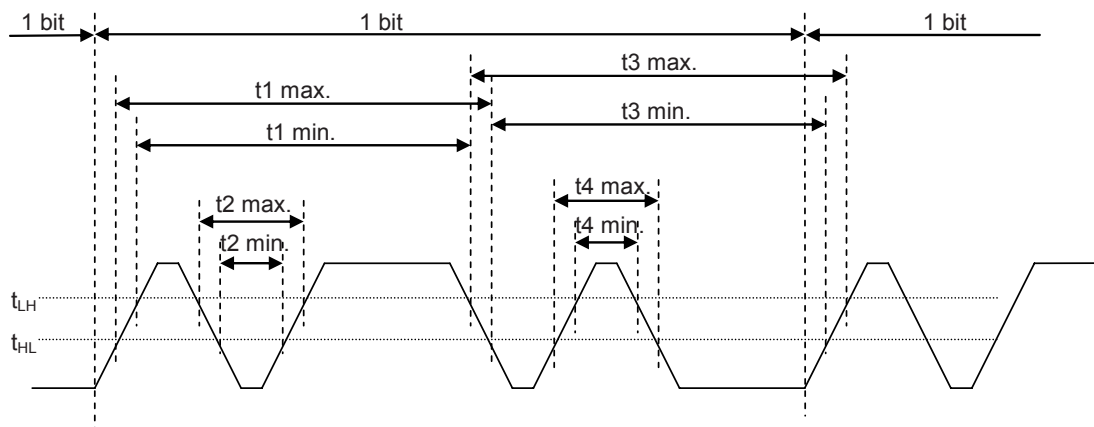 1 bit 1 bit 1 bit
t3 max.
t1 max.
t3 min.
t1 min.
t4 max.
t2 max.
t4 min.
t2 min.
tLH
tHL